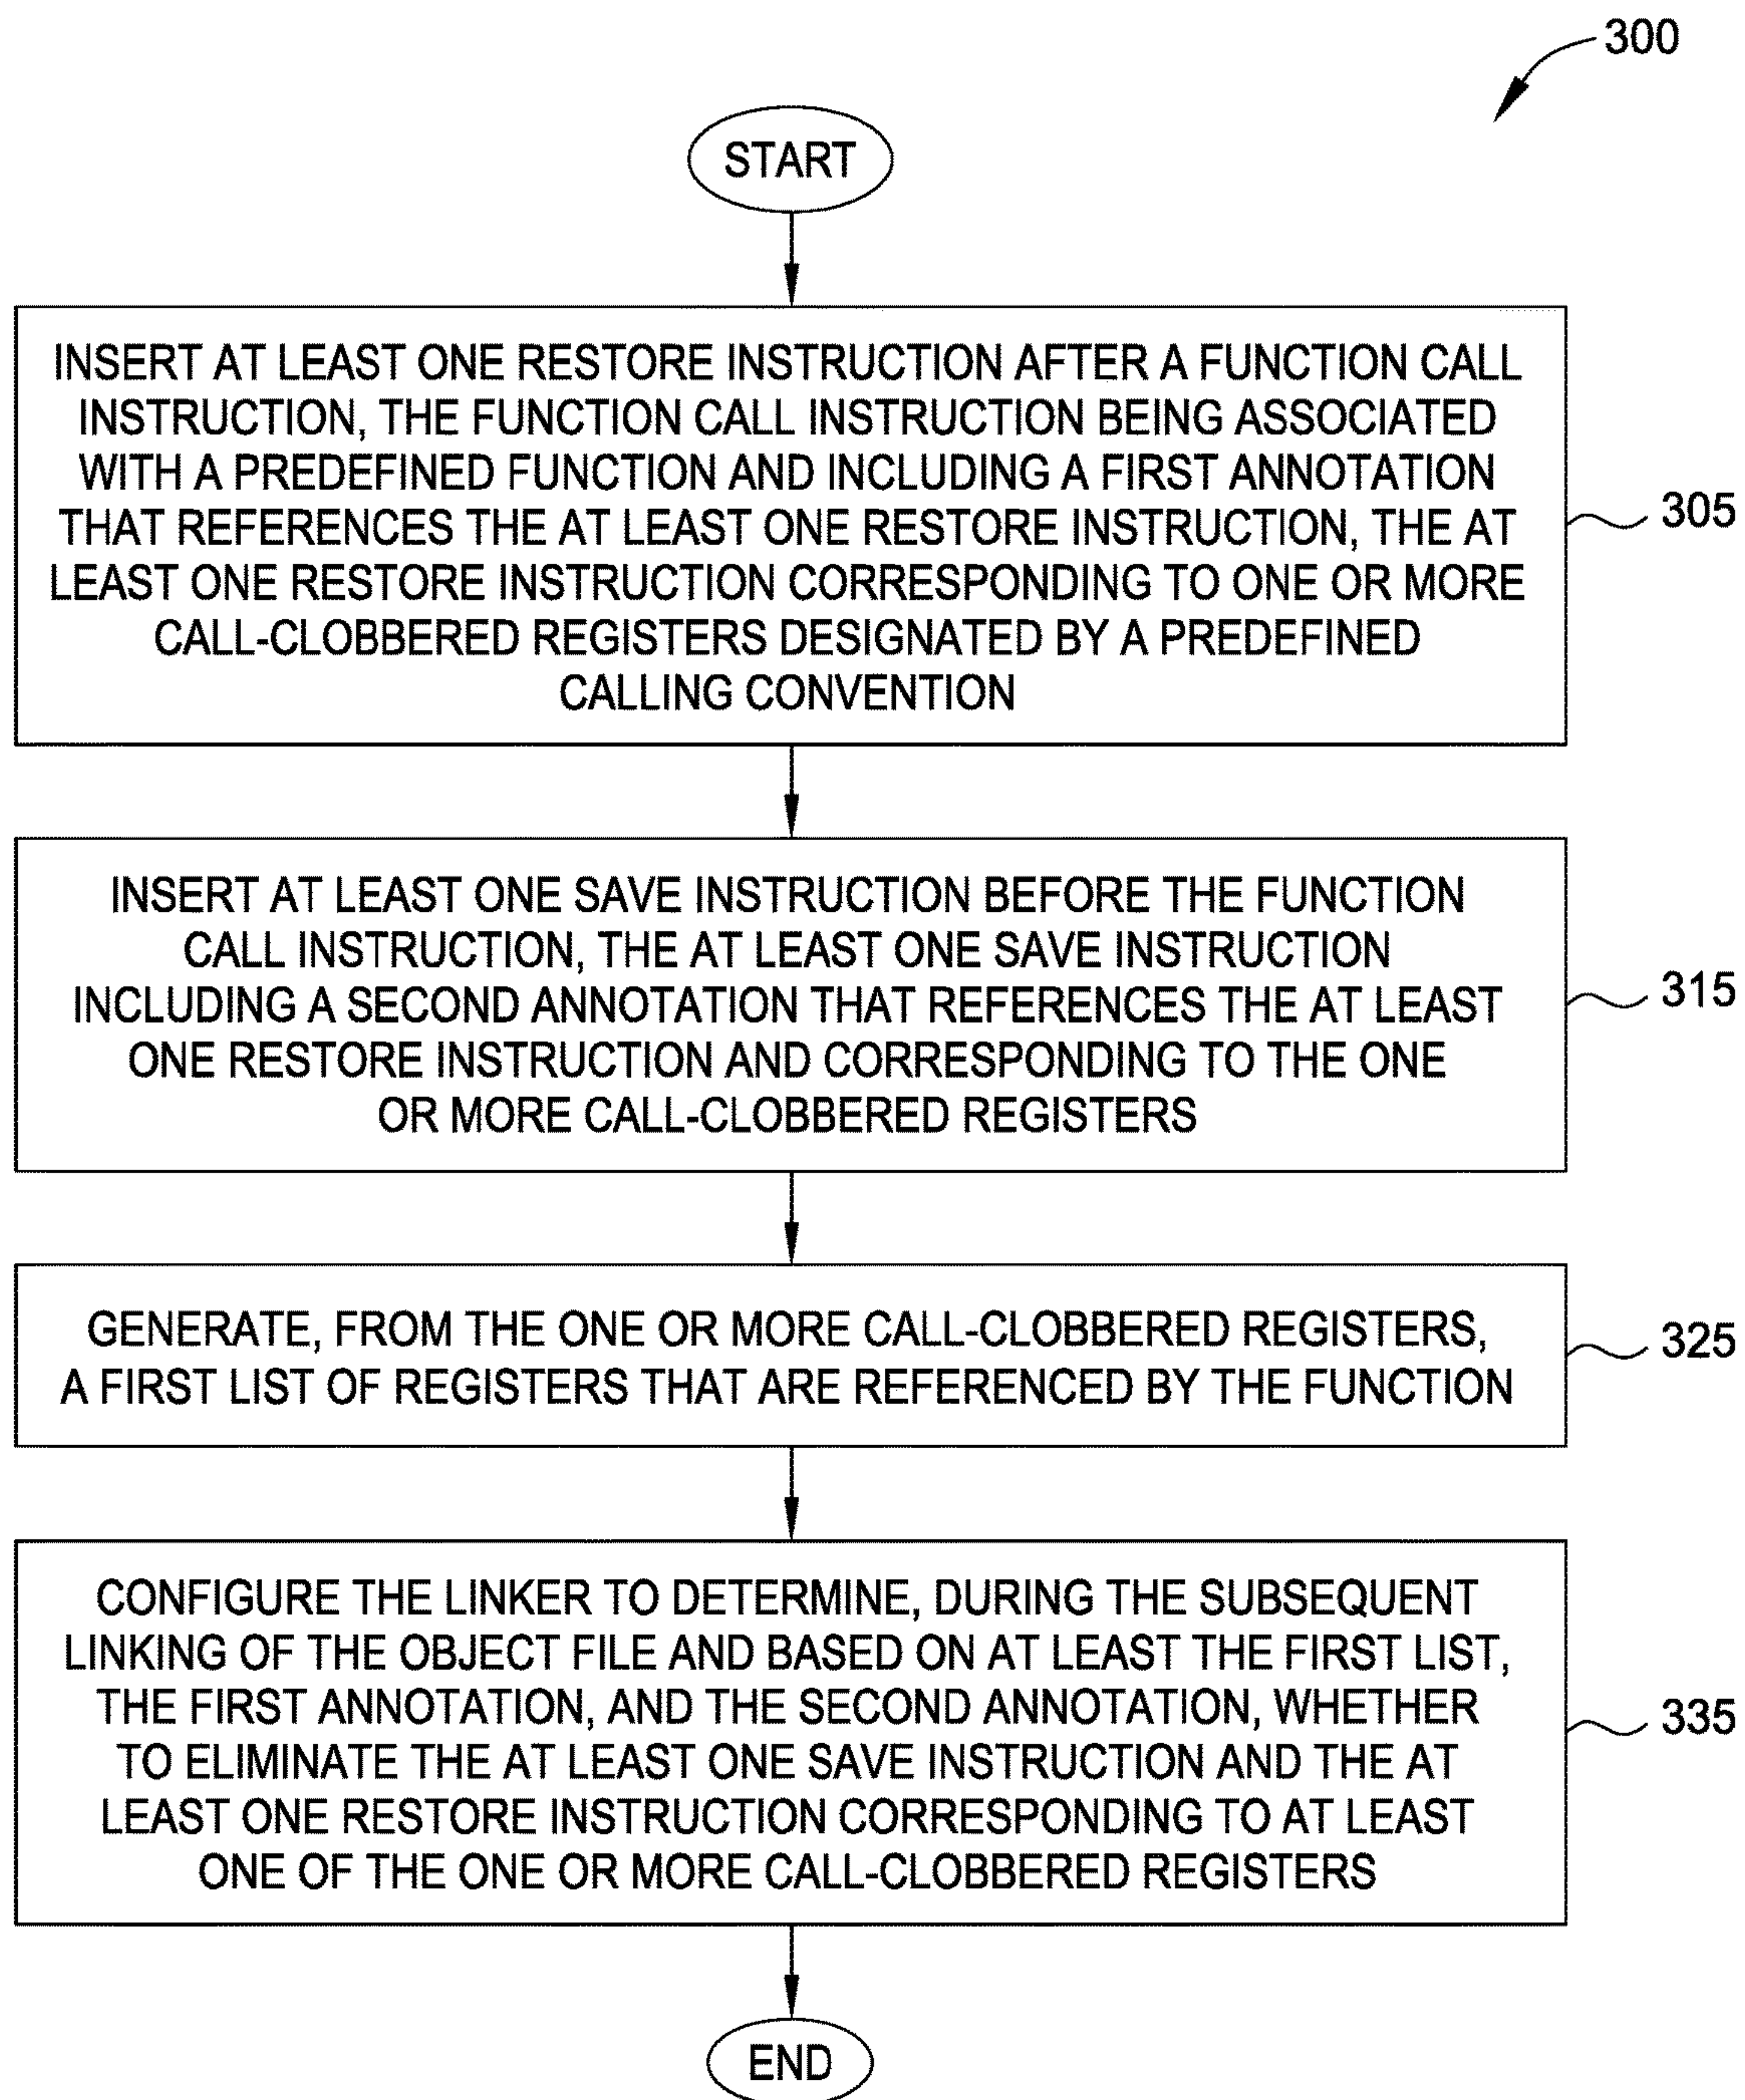 300
START
INSERT AT LEAST ONE RESTORE INSTRUCTION AFTER A FUNCTION CALL
INSTRUCTION, THE FUNCTION CALL INSTRUCTION BEING ASSOCIATED
WITH A PREDEFINED FUNCTION AND INCLUDING A FIRST ANNOTATION
THAT REFERENCES THE AT LEAST ONE RESTORE INSTRUCTION, THE AT
LEAST ONE RESTORE INSTRUCTION CORRESPONDING TO ONE OR MORE
CALL-CLOBBERED REGISTERS DESIGNATED BY A PREDEFINED
CALLING CONVENTION
305
INSERT AT LEAST ONE SAVE INSTRUCTION BEFORE THE FUNCTION
CALL INSTRUCTION, THE AT LEAST ONE SAVE INSTRUCTION
INCLUDING A SECOND ANNOTATION THAT REFERENCES THE AT LEAST
ONE RESTORE INSTRUCTION AND CORRESPONDING TO THE ONE
OR MORE CALL-CLOBBERED REGISTERS
315
GENERATE, FROM THE ONE OR MORE CALL-CLOBBERED REGISTERS,
A FIRST LIST OF REGISTERS THAT ARE REFERENCED BY THE FUNCTION
325
CONFIGURE THE LINKER TO DETERMINE, DURING THE SUBSEQUENT
LINKING OF THE OBJECT FILE AND BASED ON AT LEAST THE FIRST LIST,
THE FIRST ANNOTATION, AND THE SECOND ANNOTATION, WHETHER
TO ELIMINATE THE AT LEAST ONE SAVE INSTRUCTION AND THE AT
LEAST ONE RESTORE INSTRUCTION CORRESPONDING TO AT LEAST
ONE OF THE ONE OR MORE CALL-CLOBBERED REGISTERS
335
END